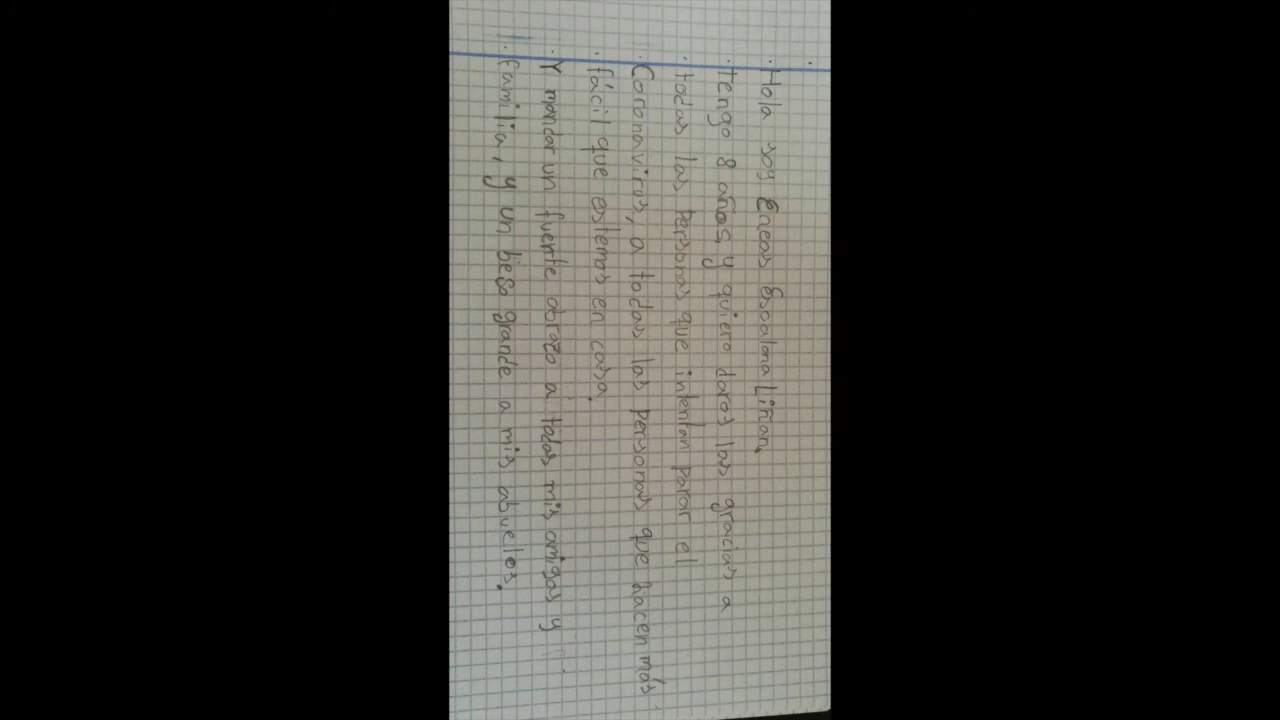 Hola soy Eneas Escalona Liñan.
Tengo 8 años, y quiero daros las gracias a
todas las personas que intentan parar el
Coronavirus, a todas las personas que hacen más
fácil que estemos en casa.
Y mandar un fuerte abrazo a todos mis amigos y
familia, y un beso grande a mis abuelos.